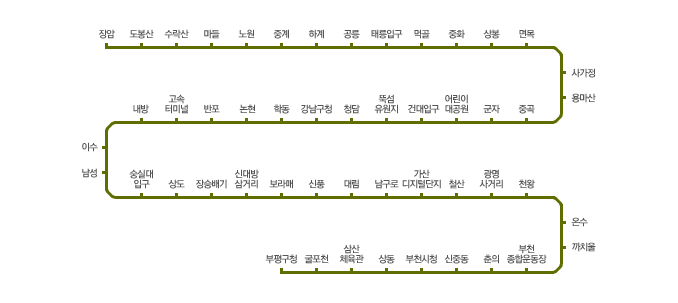 장암 도봉산 수락산 마들 노원 중계 하계 공릉 태릉입구 먹골 중화 상봉 면목
사가정
용마산
내방 고속
터미널 반포 논현 학동 강남구청 청담 뚝섬
유원지 건대입구 어린이
대공원 군자 중곡
이수
남성
숭실대
입구 상도 장승배기 신대방
삼거리 보라매 신풍 대림 남구로 가산
디지털단지 철산 광명
사거리 천왕
온수
까치울
부평구청 굴포천 삼산
체육관 상동 부천시청 신중동 춘의 부천
종합운동장